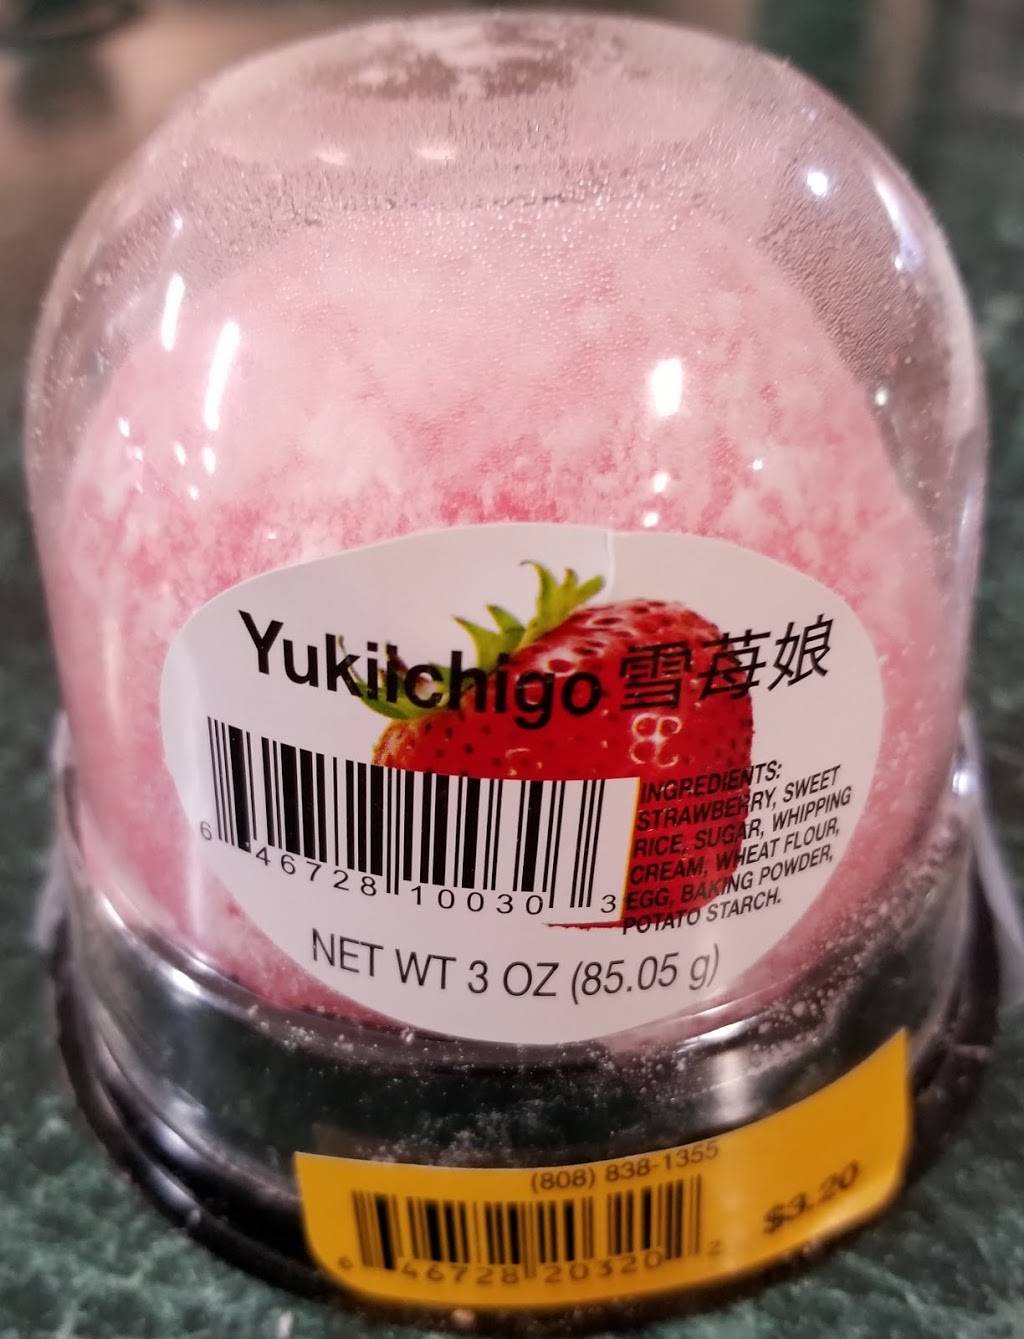 YukiIchigo 雪苺娘
INGREDIENTS:
STRAWBERRY, SWEET
RICE, SUGAR, WHIPPING
CREAM, WHEAT FLOUR,
EGG, BAKING POWDER,
POTATO STARCH.
6 46728 10030 3
NET WT 3 OZ (85.05 g)
(808) 838-1355
$3.20
6 46728 20320 2